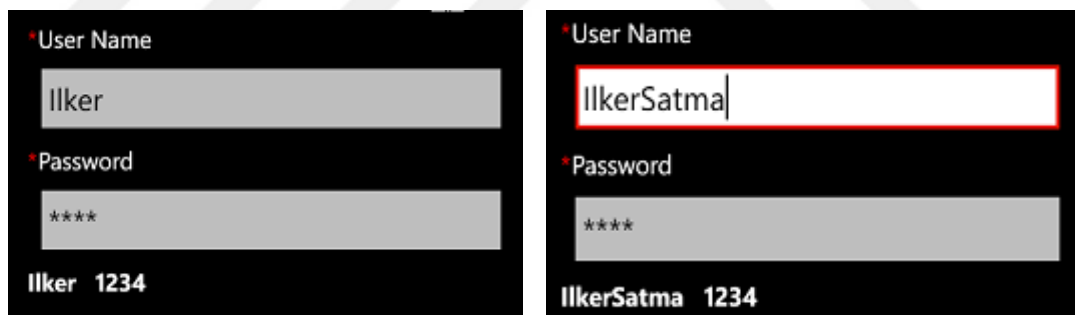 *User Name
Ilker
*Password
****
Ilker 1234
*User Name
IlkerSatma
*Password
****
IlkerSatma 1234